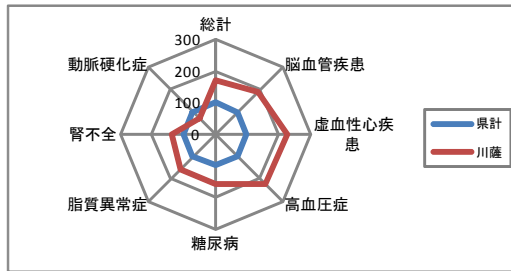 総計
脳血管疾患
虚血性心疾
患
高血圧症
糖尿病
脂質異常症
腎不全
動脈硬化症
300
200
100
0
県計
川薩